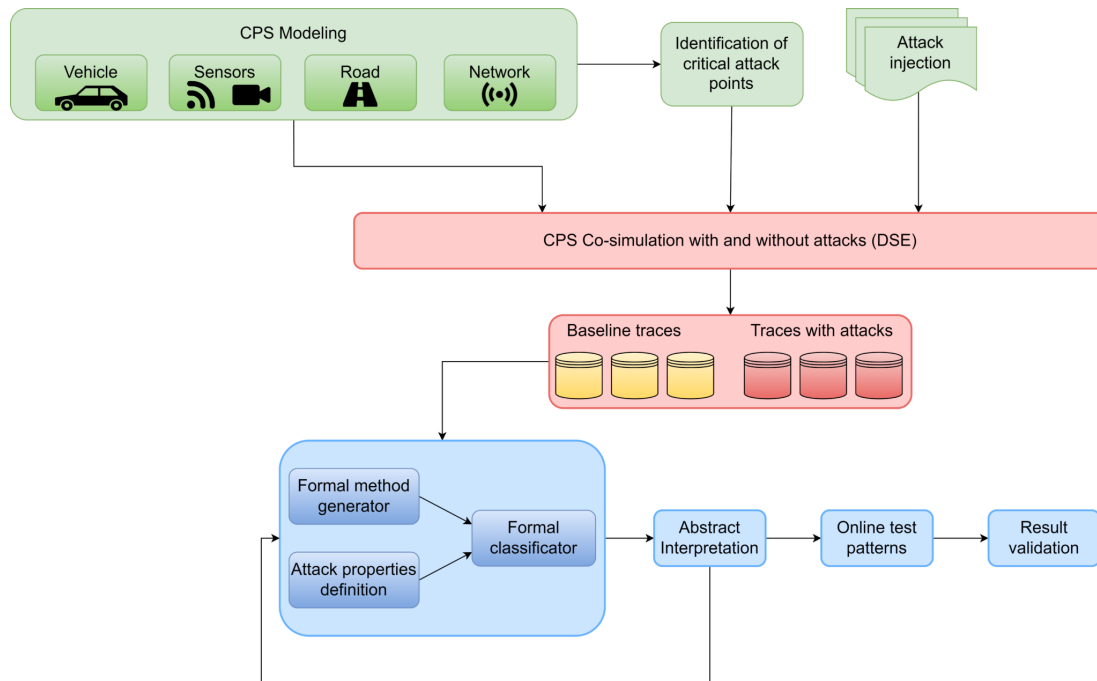 CPS Modeling
Vehicle
Sensors
Road
Network
Identification of
critical attack
points
Attack
injection
CPS Co-simulation with and without attacks (DSE)
Baseline traces
Traces with attacks
Formal method
generator
Attack properties
definition
Formal
classificator
Abstract
Interpretation
Online test
patterns
Result
validation